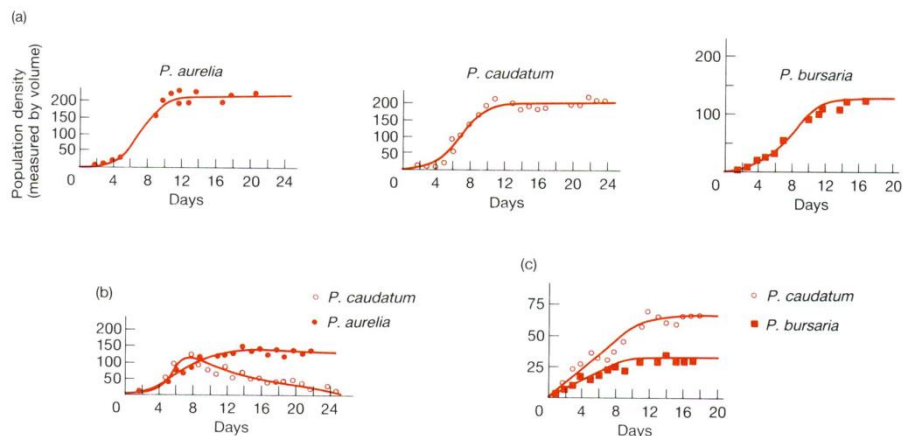 (a)
Population density
(measured by volume)
P. aurelia
200
150
100
50
0 4 8 12 16 20 24
Days
P. caudatum
200
150
100
50
0 4 8 12 16 20 24
Days
P. bursaria
200
100
0 4 8 12 16 20
Days
(b)
P. caudatum
P. aurelia
200
150
100
50
0 4 8 12 16 20 24
Days
(c)
P. caudatum
P. bursaria
75
50
25
0 4 8 12 16 20
Days